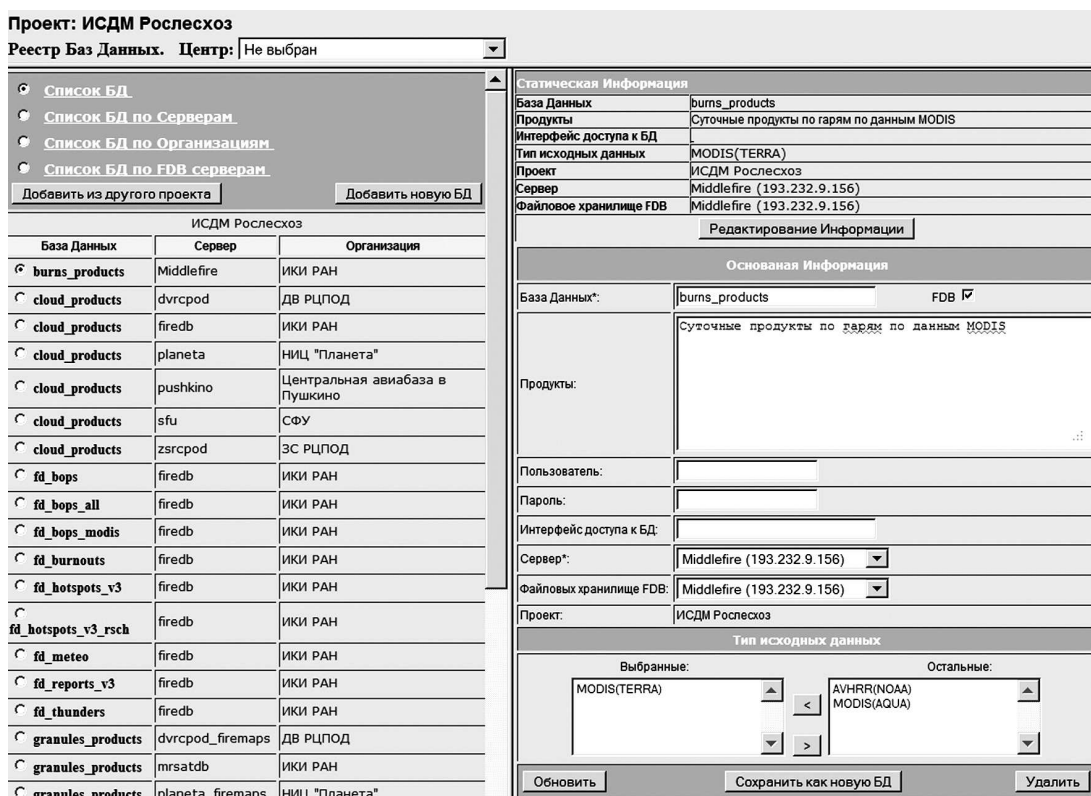 Проект: ИСДМ Рослесхоз
Реестр Баз Данных. Центр: Не выбран
Список БД
Список БД по Серверам
Список БД по Организациям
Список БД по FDB серверам
Добавить из другого проекта Добавить новую БД
ИСДМ Рослесхоз
База Данных Сервер Организация
burns_products Middlefire ИКИ РАН
cloud_products dvrcpod ДВ РЦПОД
cloud_products firedb ИКИ РАН
cloud_products planeta НИЦ "Планета"
cloud_products pushkino Центральная авиабаза в Пушкино
cloud_products sfu СФУ
cloud_products zsrcpod ЗС РЦПОД
fd_bops firedb ИКИ РАН
fd_bops_all firedb ИКИ РАН
fd_bops_modis firedb ИКИ РАН
fd_burnouts firedb ИКИ РАН
fd_hotspots_v3 firedb ИКИ РАН
fd_hotspots_v3_rsch firedb ИКИ РАН
fd_meteo firedb ИКИ РАН
fd_reports_v3 firedb ИКИ РАН
fd_thunders firedb ИКИ РАН
granules_products dvrcpod_firemaps ДВ РЦПОД
granules_products mrsatdb ИКИ РАН
granules_products planeta_firemaps НИЦ "Планета"
Статическая Информация
База Данных burns_products
Продукты Суточные продукты по гарям по данным MODIS
Интерфейс доступа к БД
Тип исходных данных MODIS(TERRA)
Проект ИСДМ Рослесхоз
Сервер Middlefire (193.232.9.156)
Файловое хранилище FDB Middlefire (193.232.9.156)
Редактирование Информации
Основаная Информация
База Данных*: burns_products FDB
Продукты: Суточные продукты по гарям по данным MODIS
Пользователь:
Пароль:
Интерфейс доступа к БД:
Сервер*: Middlefire (193.232.9.156)
Файловых хранилище FDB: Middlefire (193.232.9.156)
Проект: ИСДМ Рослесхоз
Тип исходных данных
Выбранные: Остальные:
MODIS(TERRA) < AVHRR(NOAA)
MODIS(AQUA)
>
Обновить Сохранить как новую БД Удалить